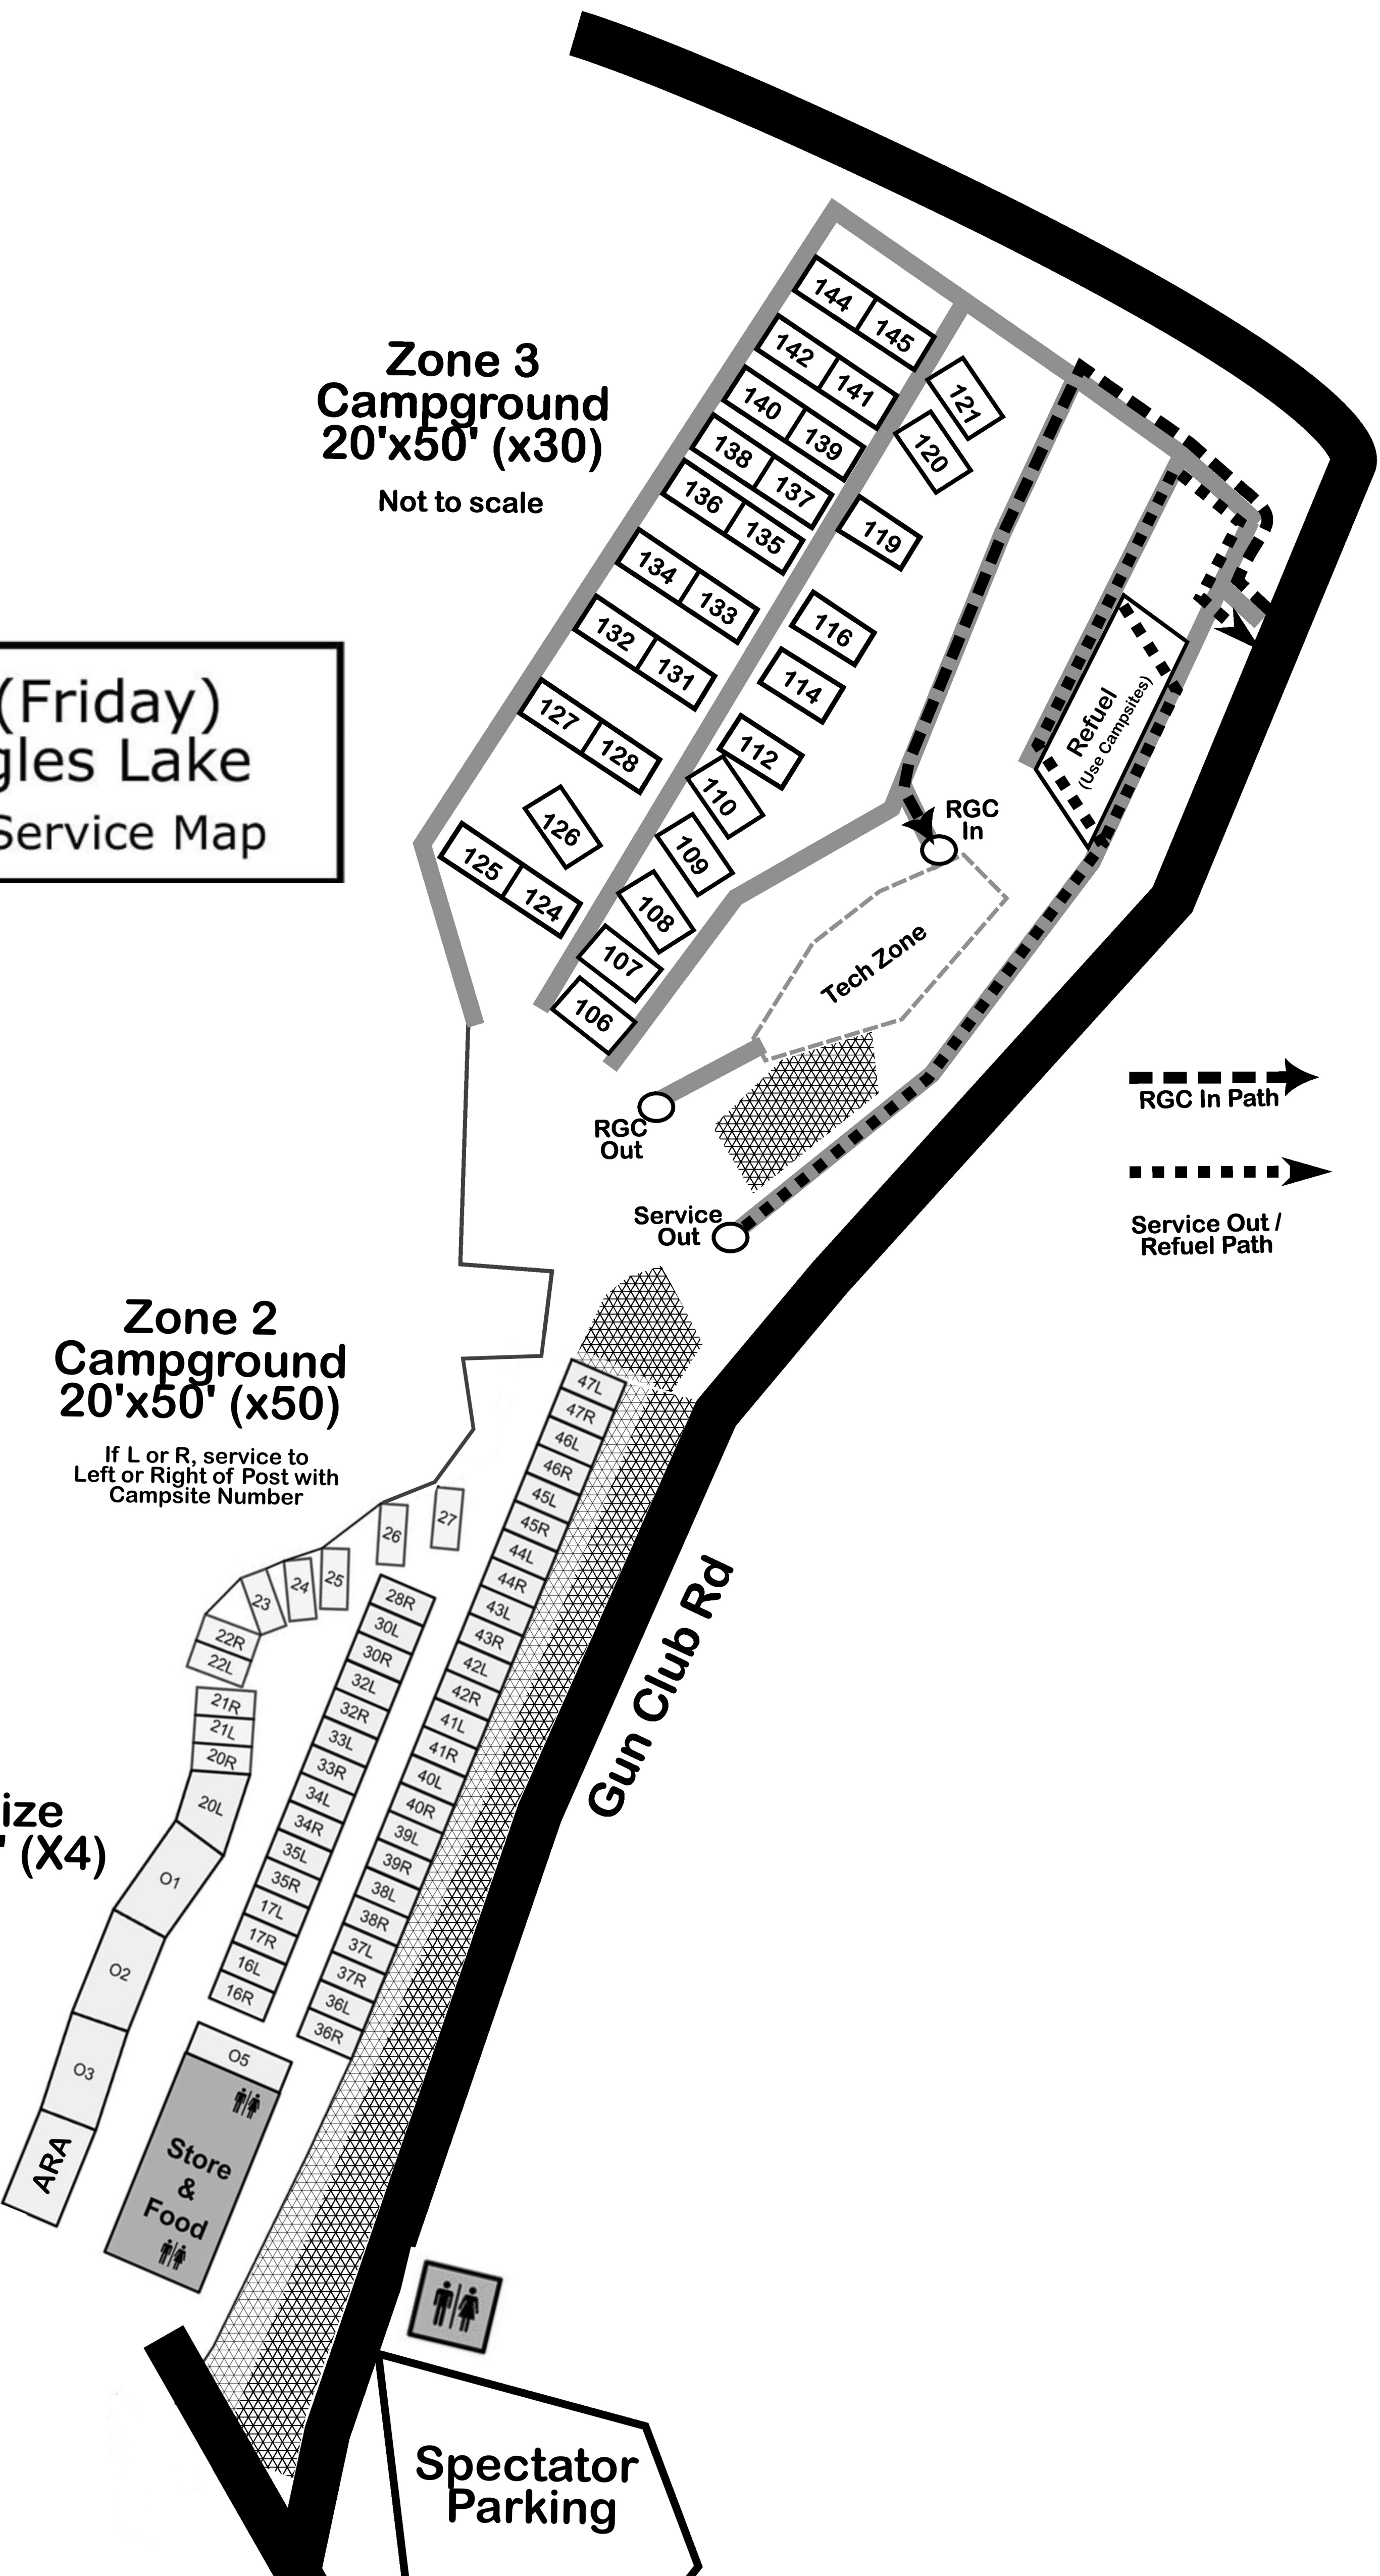 144
145
142
141
140
139
138
137
136
135
134
133
132
131
127
128
126
125
124
121
120
119
116
114
112
110
109
108
107
106
Zone 3
Campground
20'x50' (x30)
Not to scale
(Friday)
gles Lake
Service Map
Refuel
(Use Campsites)
RGC
In
Tech Zone
RGC
Out
Service
Out
RGC In Path
Service Out /
Refuel Path
Zone 2
Campground
20'x50' (x50)
If L or R, service to
Left or Right of Post with
Campsite Number
47L
47R
46L
46R
45L
45R
44L
44R
43L
43R
42L
42R
41L
41R
40L
40R
39L
39R
38L
38R
37L
37R
36L
36R
27
26
25
24
23
22R
22L
21R
21L
20R
20L
28R
30L
30R
32L
32R
33L
33R
34L
34R
35L
35R
17L
17R
16L
16R
Gun Club Rd
ize
' (X4)
O1
O2
O3
ARA
O5
Store
&
Food
Spectator
Parking